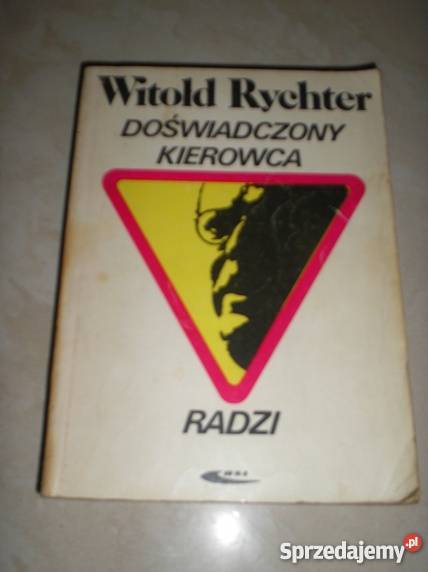 Witold Rychter
DOŚWIADCZONY
KIEROWCA
RADZI
Sprzedajemy.pl